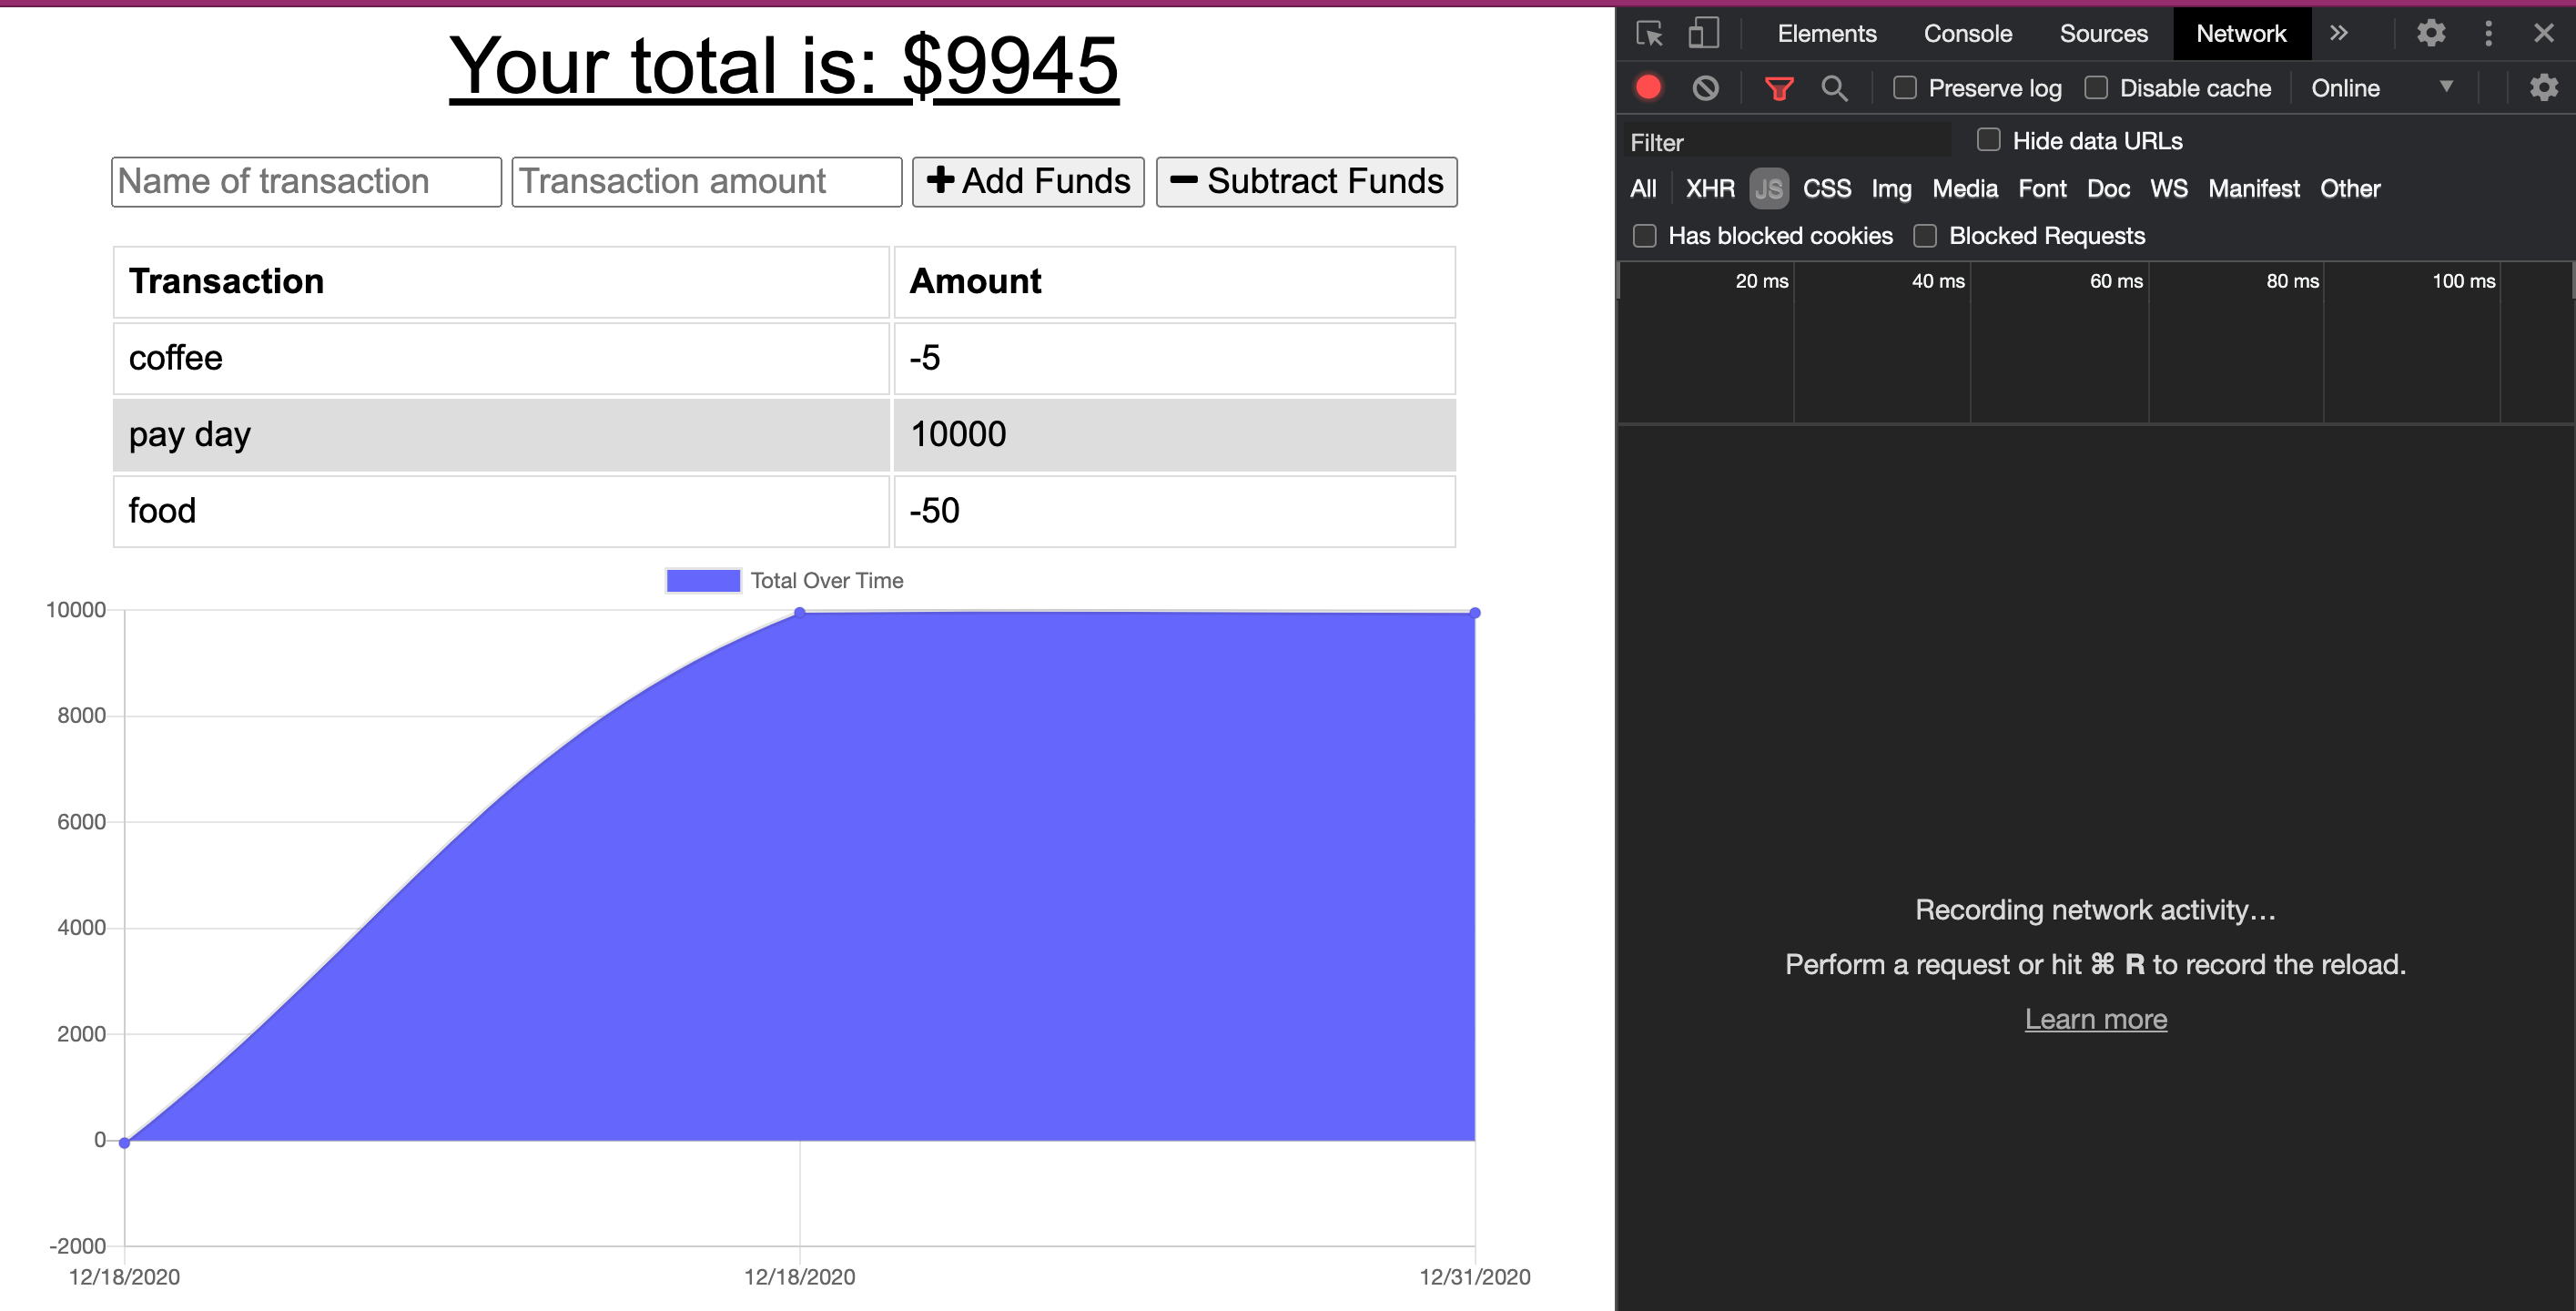 Your total is: $9945
Name of transaction Transaction amount Add Funds Subtract Funds
Transaction Amount
coffee -5
pay day 10000
food -50
Total Over Time
10000
8000
6000
4000
2000
0
-2000
12/18/2020 12/18/2020 12/31/2020
Elements Console Sources Network
Preserve log Disable cache Online
Filter Hide data URLs
All XHR JS CSS Img Media Font Doc WS Manifest Other
Has blocked cookies Blocked Requests
20 ms 40 ms 60 ms 80 ms 100 ms
Recording network activity…
Perform a request or hit ⌘ R to record the reload.
Learn more